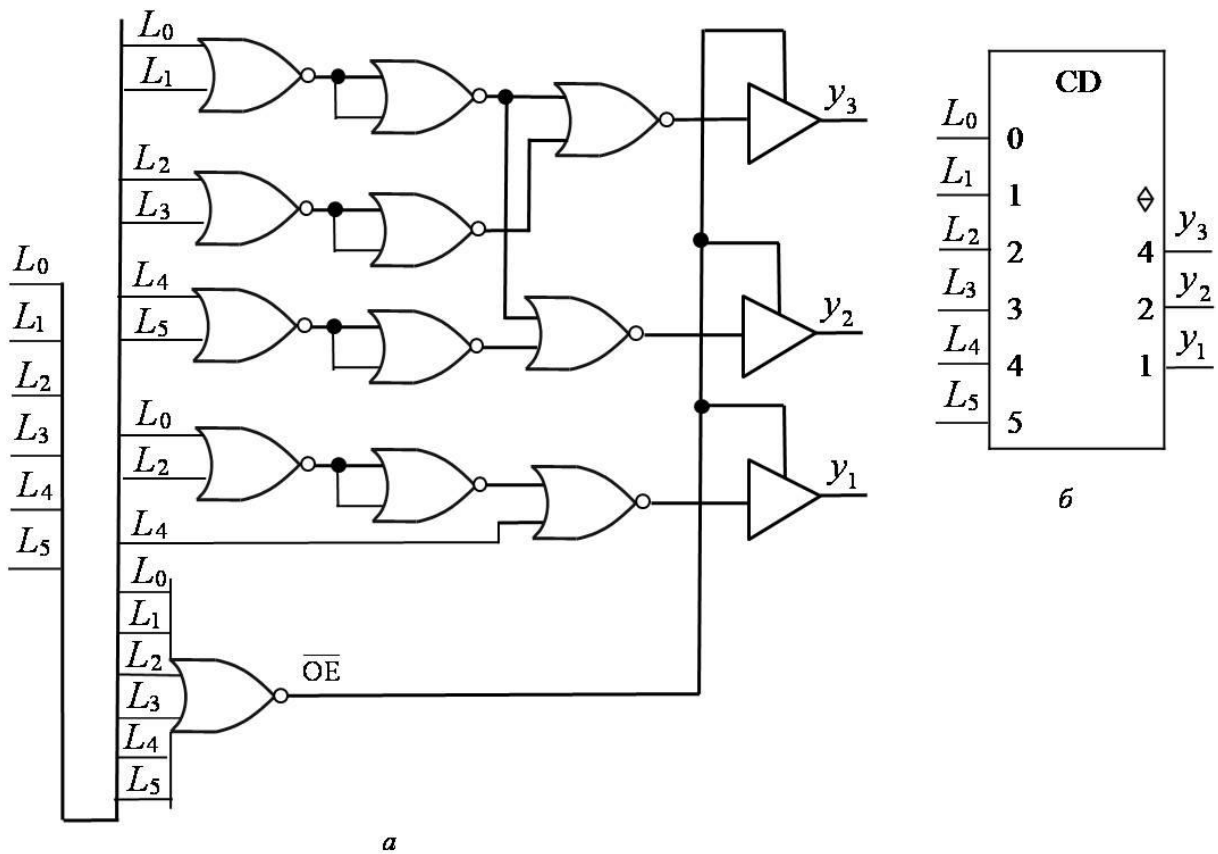 L₀
L₁
L₂
L₃
L₄
L₅
L₀
L₁
L₂
L₃
L₄
L₅
L₀
L₂
L₄
L₀
L₁
L₂
L₃
L₄
L₅
O̅E̅
y₃
y₂
y₁
a
CD
L₀ 0
L₁ 1
L₂ 2
L₃ 3
L₄ 4
L₅ 5
4 y₃
2 y₂
1 y₁
б